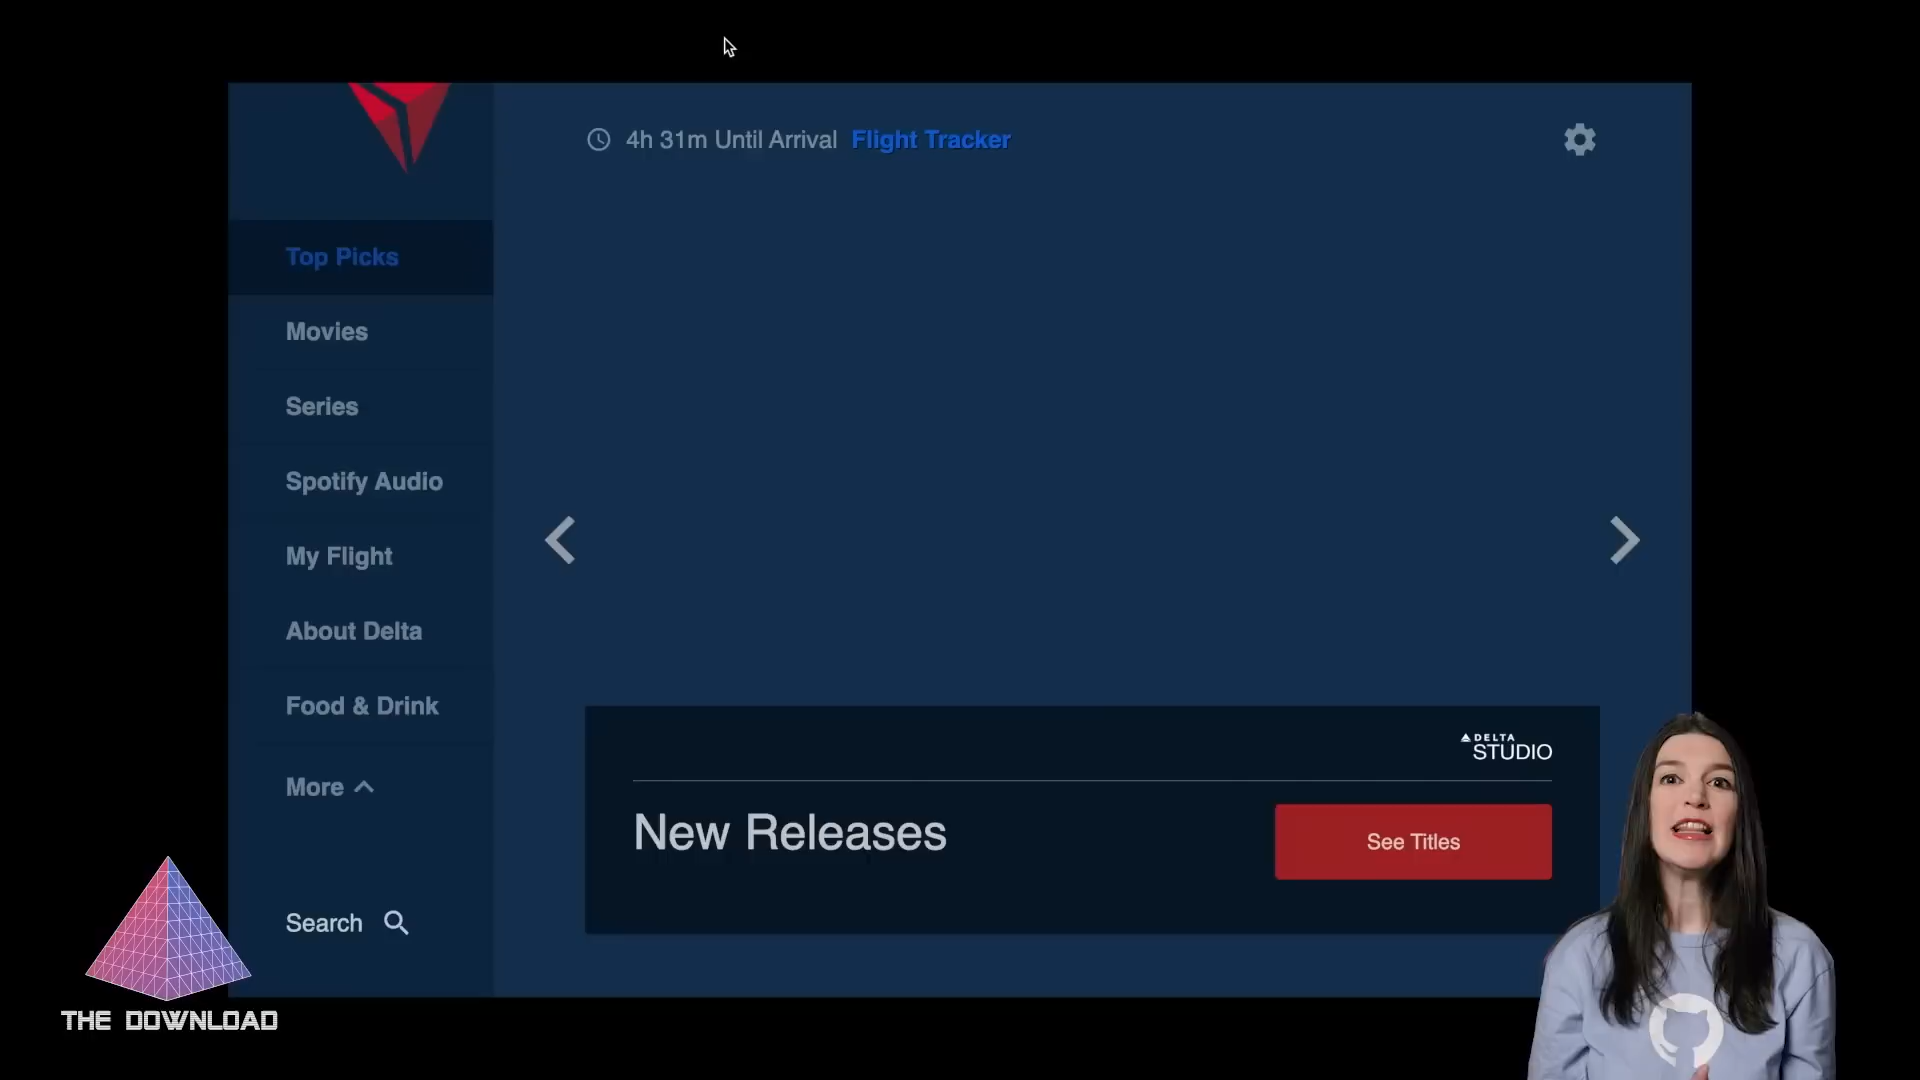 4h 31m Until Arrival Flight Tracker
Top Picks
Movies
Series
Spotify Audio
My Flight
About Delta
Food & Drink
More
Search
DELTA
STUDIO
New Releases
See Titles
THE DOWNLOAD